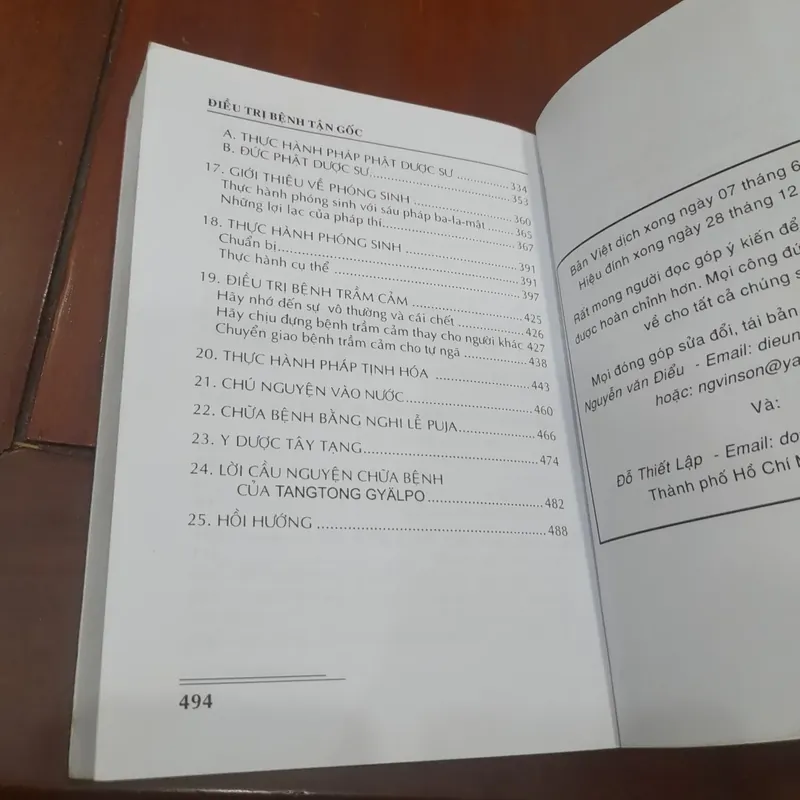 ĐIỀU TRỊ BỆNH TẬN GỐC
A. THỰC HÀNH PHÁP PHẬT DƯỢC SƯ ............... 334
B. ĐỨC PHẬT DƯỢC SƯ............... 353
17. GIỚI THIỆU VỀ PHÓNG SINH ............... 360
Thực hành phóng sinh với sáu pháp ba-la-mật ....... 365
Những lợi lạc của pháp thí............... 367
18. THỰC HÀNH PHÓNG SINH ............... 391
Chuẩn bị............... 391
Thực hành cụ thể ............... 397
19. ĐIỀU TRỊ BỆNH TRẦM CẢM ............... 425
Hãy nhớ đến sự vô thường và cái chết ............... 426
Hãy chịu đựng bệnh trầm cảm thay cho người khác 427
Chuyển giao bệnh trầm cảm cho tự ngã ............... 438
20. THỰC HÀNH PHÁP TỊNH HÓA ............... 443
21. CHÚ NGUYỆN VÀO NƯỚC............... 460
22. CHỮA BỆNH BẰNG NGHI LỄ PUJA............... 466
23. Y DƯỢC TÂY TẠNG............... 474
24. LỜI CẦU NGUYỆN CHỮA BỆNH
CỦA TANGTONG GYÄLPO............... 482
25. HỒI HƯỚNG ............... 488
494
Bản Việt dịch xong ngày 07 tháng 6
Hiệu đính xong ngày 28 tháng 12
Rất mong người đọc góp ý kiến để
được hoàn chỉnh hơn. Mọi công đứ
về cho tất cả chúng s
Mọi đóng góp sửa đổi, tái bản
Nguyễn văn Điểu - Email: dieun
hoặc: ngvinson@ya
Và:
Đỗ Thiết Lập - Email: do
Thành phố Hồ Chí